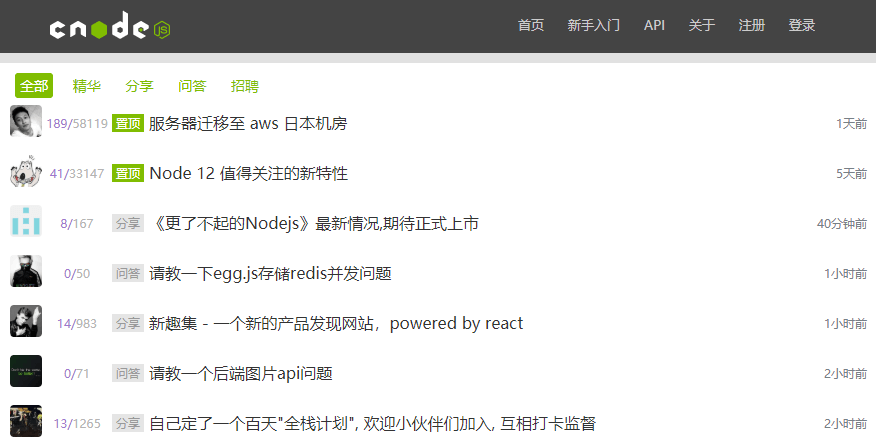 cnode JS 首页 新手入门 API 关于 注册 登录
全部 精华 分享 问答 招聘
189/58119 置顶 服务器迁移至 aws 日本机房 1天前
41/33147 置顶 Node 12 值得关注的新特性 5天前
8/167 分享 《更了不起的Nodejs》最新情况,期待正式上市 40分钟前
0/50 问答 请教一下egg.js存储redis并发问题 1小时前
14/983 分享 新趣集 - 一个新的产品发现网站，powered by react 1小时前
0/71 问答 请教一个后端图片api问题 2小时前
13/1265 分享 自己定了一个百天"全栈计划", 欢迎小伙伴们加入, 互相打卡监督 2小时前